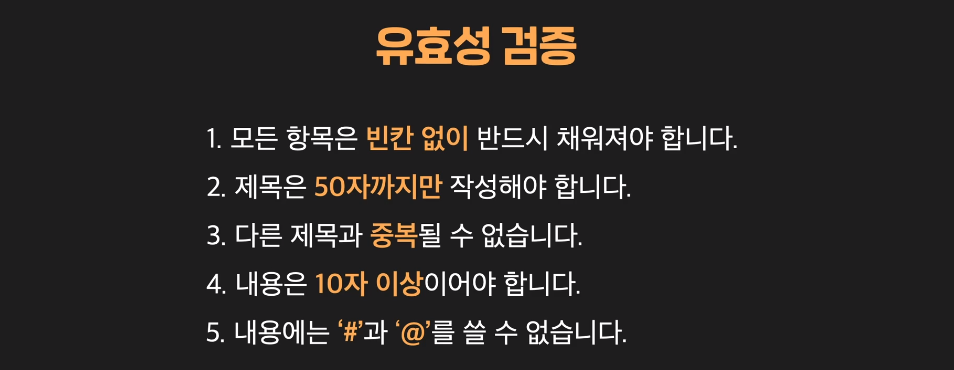 유효성 검증
1. 모든 항목은 빈칸 없이 반드시 채워져야 합니다.
2. 제목은 50자까지만 작성해야 합니다.
3. 다른 제목과 중복될 수 없습니다.
4. 내용은 10자 이상이어야 합니다.
5. 내용에는 ‘#’과 ‘@’를 쓸 수 없습니다.